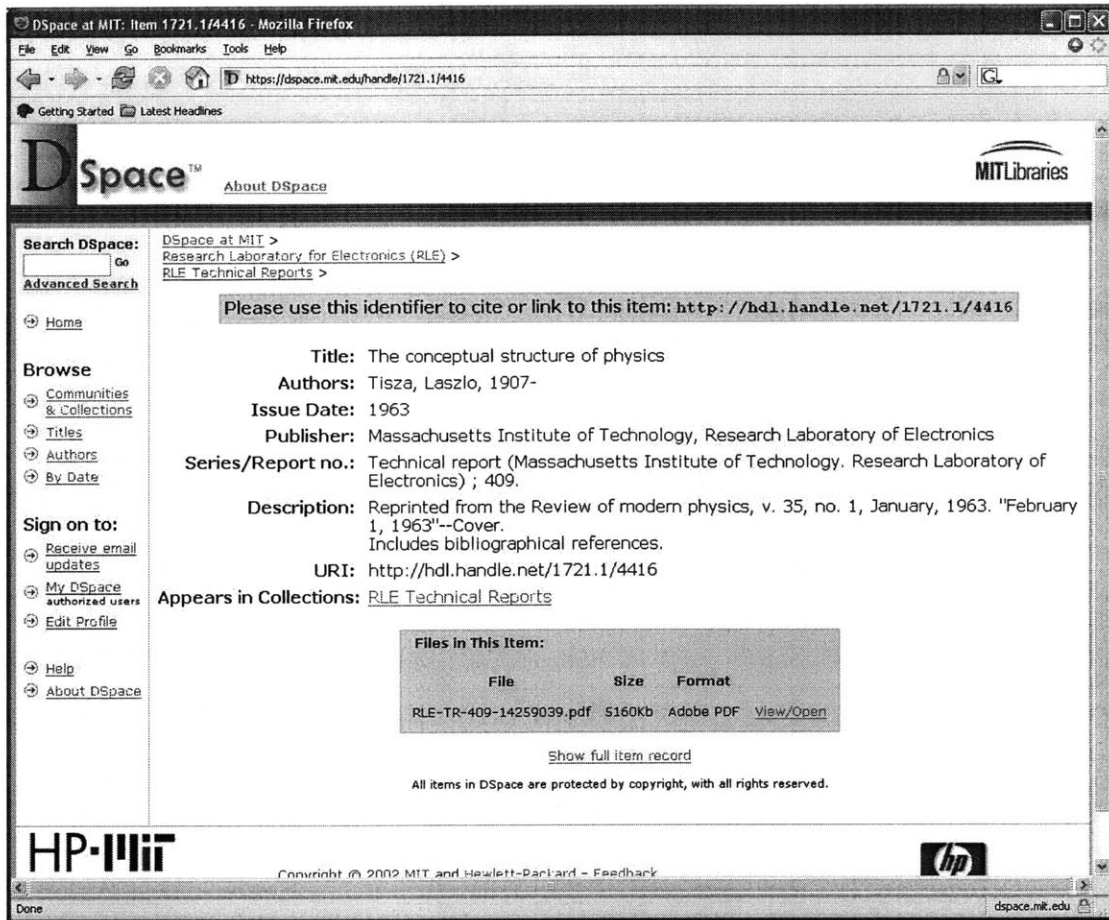 DSpace at MIT: Item 1721.1/4416 - Mozilla Firefox
File Edit View Go Bookmarks Tools Help
https://dspace.mit.edu/handle/1721.1/4416
G
Getting Started Latest Headlines
DSpace™ About DSpace
MITLibraries
Search DSpace:
Go
Advanced Search
Home
Browse
Communities
& Collections
Titles
Authors
By Date
Sign on to:
Receive email
updates
My DSpace
authorized users
Edit Profile
Help
About DSpace
DSpace at MIT >
Research Laboratory for Electronics (RLE) >
RLE Technical Reports >
Please use this identifier to cite or link to this item: http://hdl.handle.net/1721.1/4416
Title: The conceptual structure of physics
Authors: Tisza, Laszlo, 1907-
Issue Date: 1963
Publisher: Massachusetts Institute of Technology, Research Laboratory of Electronics
Series/Report no.: Technical report (Massachusetts Institute of Technology. Research Laboratory of
Electronics) ; 409.
Description: Reprinted from the Review of modern physics, v. 35, no. 1, January, 1963. "February
1, 1963"--Cover.
Includes bibliographical references.
URI: http://hdl.handle.net/1721.1/4416
Appears in Collections: RLE Technical Reports
Files in This Item:
File Size Format
RLE-TR-409-14259039.pdf 5160Kb Adobe PDF View/Open
Show full item record
All items in DSpace are protected by copyright, with all rights reserved.
HP·MIT
Copyright © 2002 MIT and Hewlett-Packard - Feedback
hp
Done
dspace.mit.edu